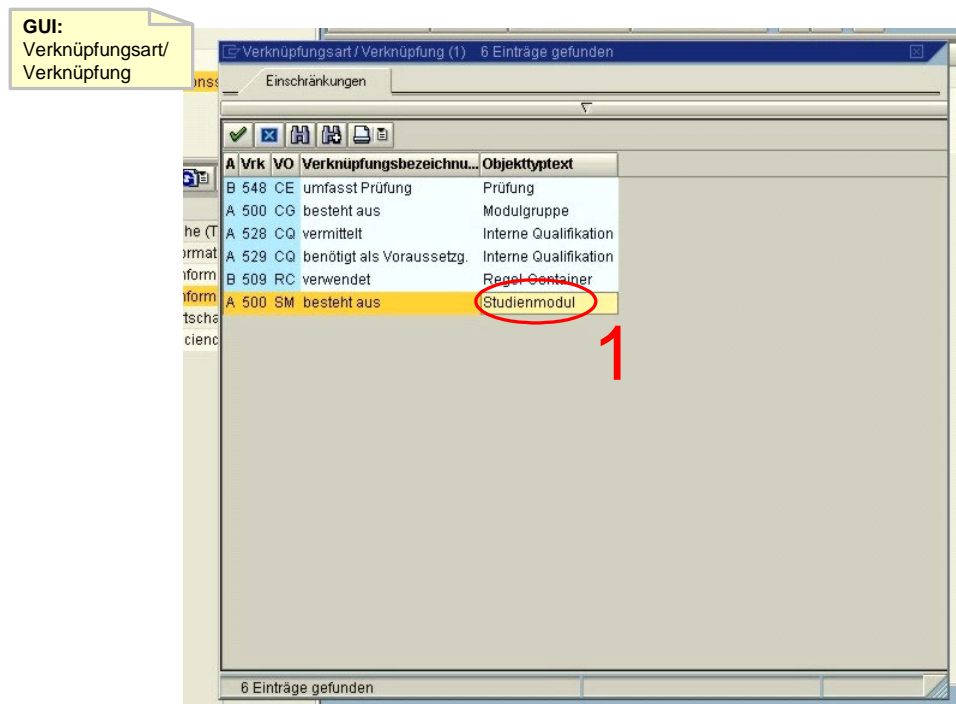 GUI:
Verknüpfungsart/
Verknüpfung
Verknüpfungsart / Verknüpfung (1) 6 Einträge gefunden
Einschränkungen
A Vrk VO Verknüpfungsbezeichnu... Objekttyptext
B 548 CE umfasst Prüfung Prüfung
A 500 CG besteht aus Modulgruppe
A 528 CQ vermittelt Interne Qualifikation
A 529 CQ benötigt als Voraussetzg. Interne Qualifikation
B 509 RC verwendet Regel-Container
A 500 SM besteht aus Studienmodul
1
6 Einträge gefunden